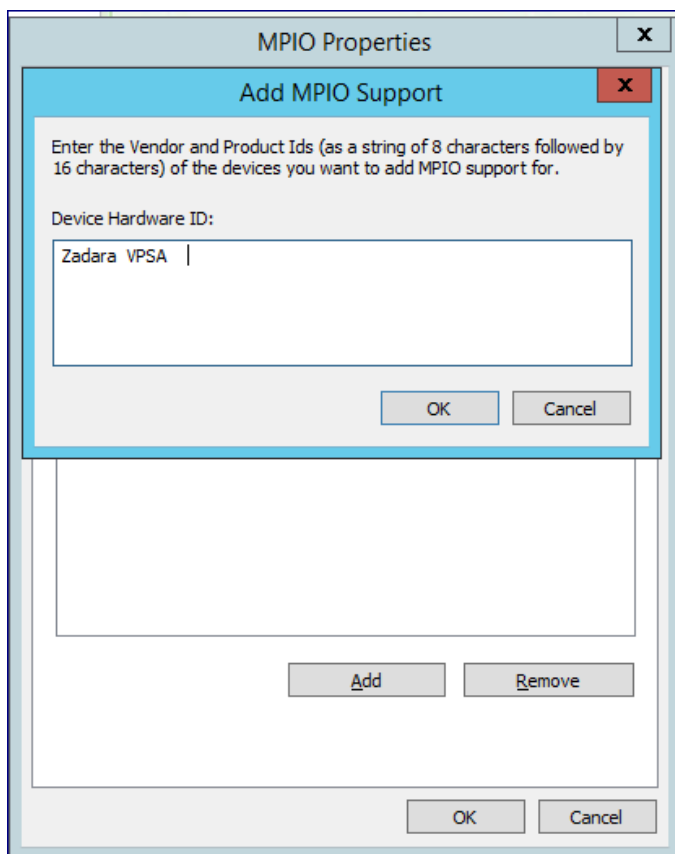 MPIO Properties
x
Add MPIO Support
x
Enter the Vendor and Product Ids (as a string of 8 characters followed by
16 characters) of the devices you want to add MPIO support for.
Device Hardware ID:
Zadara VPSA
OK Cancel
Add Remove
OK Cancel